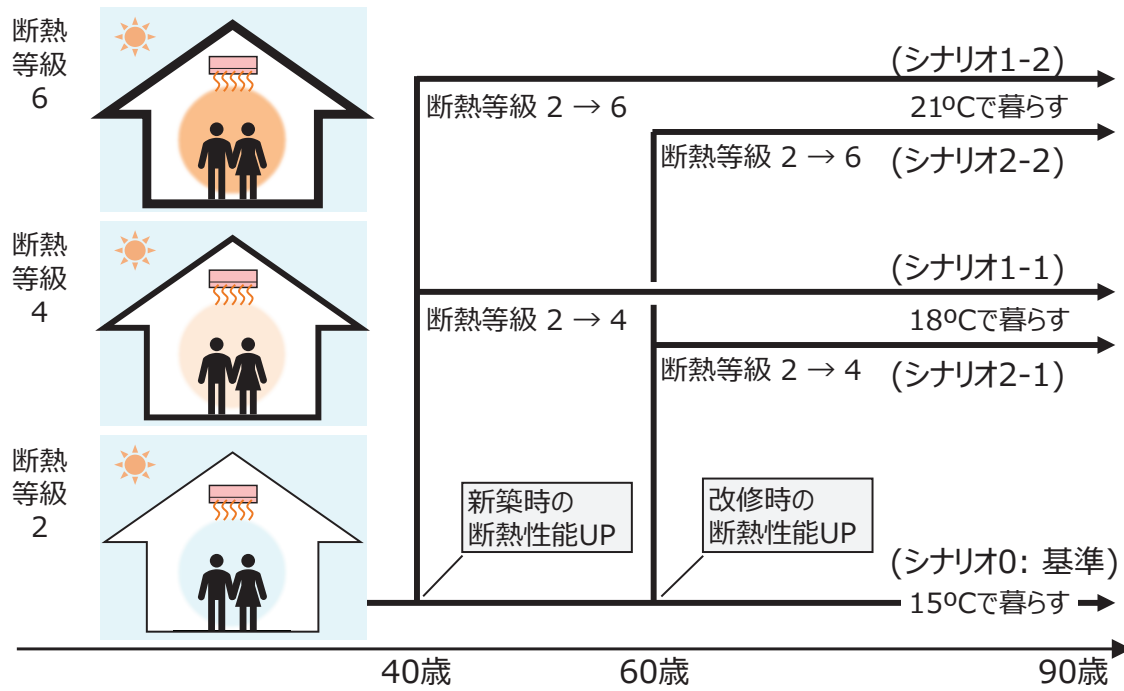 断熱
等級
6
(シナリオ1-2)
断熱等級 2 → 6
21ºCで暮らす
断熱等級 2 → 6
(シナリオ2-2)
断熱
等級
4
(シナリオ1-1)
断熱等級 2 → 4
18ºCで暮らす
断熱等級 2 → 4
(シナリオ2-1)
断熱
等級
2
新築時の
断熱性能UP
改修時の
断熱性能UP
(シナリオ0: 基準)
15ºCで暮らす
40歳
60歳
90歳